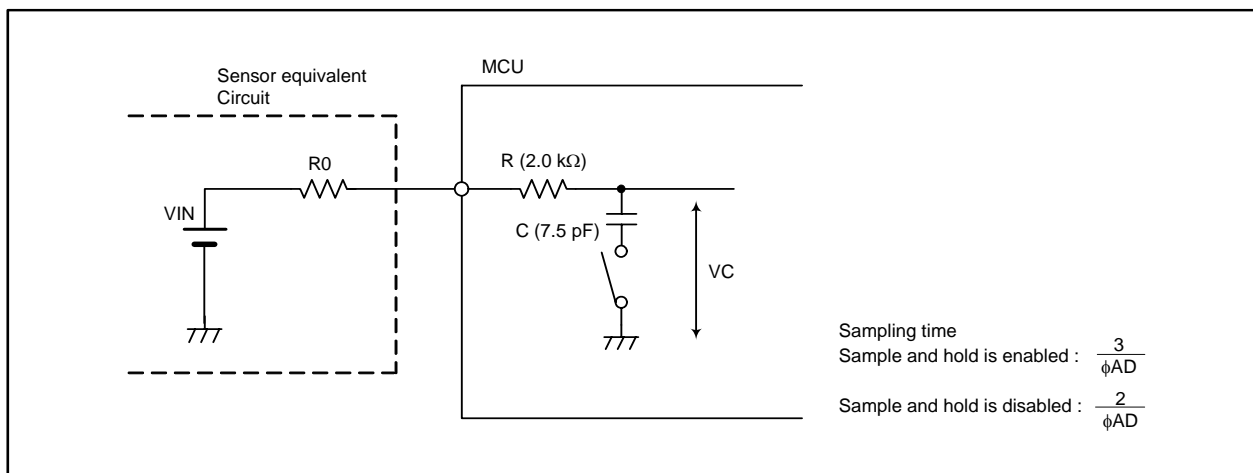 Sensor equivalent
Circuit
MCU
R0
R (2.0 kΩ)
VIN
C (7.5 pF)
VC
Sampling time
Sample and hold is enabled : 3
ϕAD
Sample and hold is disabled : 2
ϕAD